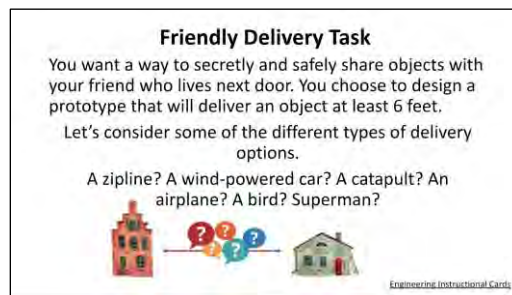 Friendly Delivery Task
You want a way to secretly and safely share objects with
your friend who lives next door. You choose to design a
prototype that will deliver an object at least 6 feet.
Let's consider some of the different types of delivery
options.
A zipline? A wind-powered car? A catapult? An
airplane? A bird? Superman?
? ? ? ? ?
Engineering Instructional Cards